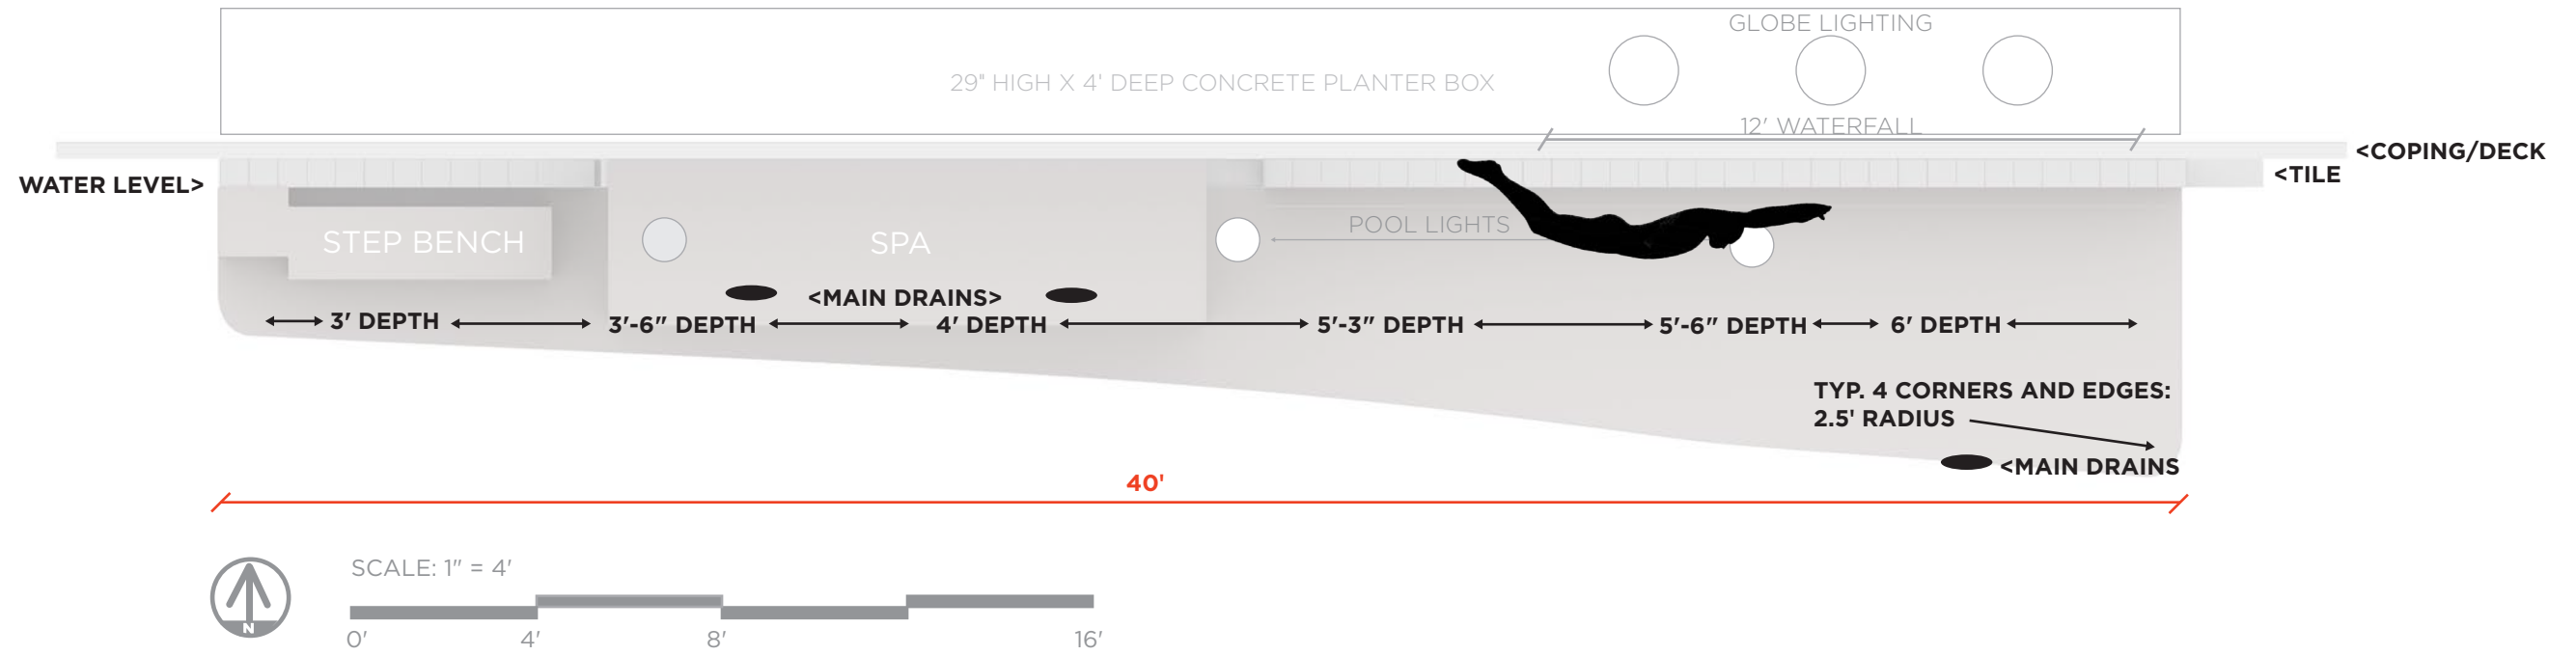 GLOBE LIGHTING
29" HIGH X 4' DEEP CONCRETE PLANTER BOX
12' WATERFALL
<COPING/DECK
WATER LEVEL>
<TILE
STEP BENCH
SPA
POOL LIGHTS
<MAIN DRAINS>
3' DEPTH
3'-6" DEPTH
4' DEPTH
5'-3" DEPTH
5'-6" DEPTH
6' DEPTH
TYP. 4 CORNERS AND EDGES:
2.5' RADIUS
<MAIN DRAINS
40'
SCALE: 1" = 4'
N
0'
4'
8'
16'